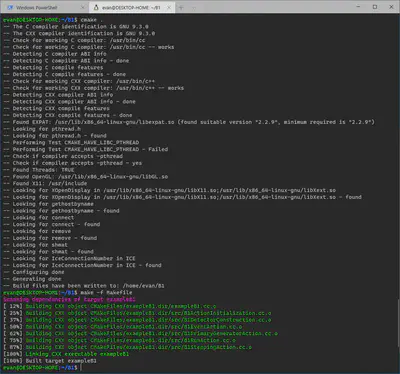 Windows PowerShell
evan@DESKTOP-HOME: ~/B1
evan@DESKTOP-HOME:~/B1$ cmake .
-- The C compiler identification is GNU 9.3.0
-- The CXX compiler identification is GNU 9.3.0
-- Check for working C compiler: /usr/bin/cc
-- Check for working C compiler: /usr/bin/cc -- works
-- Detecting C compiler ABI info
-- Detecting C compiler ABI info - done
-- Detecting C compile features
-- Detecting C compile features - done
-- Check for working CXX compiler: /usr/bin/c++
-- Check for working CXX compiler: /usr/bin/c++ -- works
-- Detecting CXX compiler ABI info
-- Detecting CXX compiler ABI info - done
-- Detecting CXX compile features
-- Detecting CXX compile features - done
-- Found EXPAT: /usr/lib/x86_64-linux-gnu/libexpat.so (found suitable version "2.2.9", minimum required is "2.2.9")
-- Looking for pthread.h
-- Looking for pthread.h - found
-- Performing Test CMAKE_HAVE_LIBC_PTHREAD
-- Performing Test CMAKE_HAVE_LIBC_PTHREAD - Failed
-- Check if compiler accepts -pthread
-- Check if compiler accepts -pthread - yes
-- Found Threads: TRUE
-- Found OpenGL: /usr/lib/x86_64-linux-gnu/libGL.so
-- Found X11: /usr/include
-- Looking for XOpenDisplay in /usr/lib/x86_64-linux-gnu/libX11.so;/usr/lib/x86_64-linux-gnu/libXext.so
-- Looking for XOpenDisplay in /usr/lib/x86_64-linux-gnu/libX11.so;/usr/lib/x86_64-linux-gnu/libXext.so - found
-- Looking for gethostbyname
-- Looking for gethostbyname - found
-- Looking for connect
-- Looking for connect - found
-- Looking for remove
-- Looking for remove - found
-- Looking for shmat
-- Looking for shmat - found
-- Looking for IceConnectionNumber in ICE
-- Looking for IceConnectionNumber in ICE - found
-- Configuring done
-- Generating done
-- Build files have been written to: /home/evan/B1
evan@DESKTOP-HOME:~/B1$ make -f Makefile
Scanning dependencies of target exampleB1
[ 12%] Building CXX object CMakeFiles/exampleB1.dir/exampleB1.cc.o
[ 25%] Building CXX object CMakeFiles/exampleB1.dir/src/B1ActionInitialization.cc.o
[ 37%] Building CXX object CMakeFiles/exampleB1.dir/src/B1DetectorConstruction.cc.o
[ 50%] Building CXX object CMakeFiles/exampleB1.dir/src/B1EventAction.cc.o
[ 62%] Building CXX object CMakeFiles/exampleB1.dir/src/B1PrimaryGeneratorAction.cc.o
[ 75%] Building CXX object CMakeFiles/exampleB1.dir/src/B1RunAction.cc.o
[ 87%] Building CXX object CMakeFiles/exampleB1.dir/src/B1SteppingAction.cc.o
[100%] Linking CXX executable exampleB1
[100%] Built target exampleB1
evan@DESKTOP-HOME:~/B1$